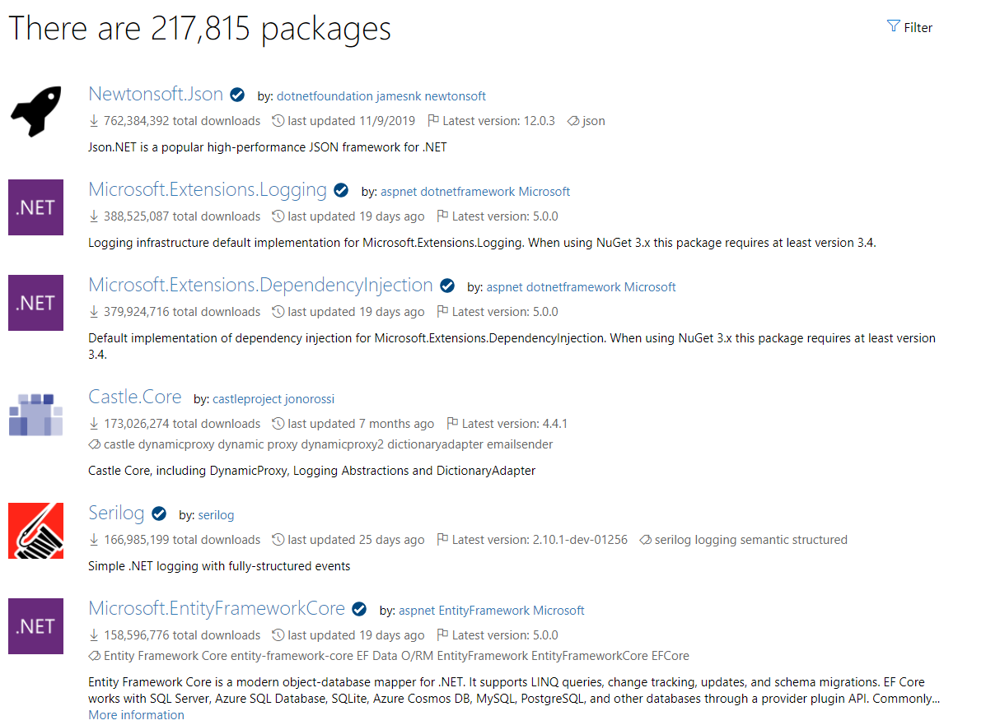 There are 217,815 packages
Filter
Newtonsoft.Json by: dotnetfoundation jamesnk newtonsoft
762,384,392 total downloads last updated 11/9/2019 Latest version: 12.0.3 json
Json.NET is a popular high-performance JSON framework for .NET
.NET
Microsoft.Extensions.Logging by: aspnet dotnetframework Microsoft
388,525,087 total downloads last updated 19 days ago Latest version: 5.0.0
Logging infrastructure default implementation for Microsoft.Extensions.Logging. When using NuGet 3.x this package requires at least version 3.4.
.NET
Microsoft.Extensions.DependencyInjection by: aspnet dotnetframework Microsoft
379,924,716 total downloads last updated 19 days ago Latest version: 5.0.0
Default implementation of dependency injection for Microsoft.Extensions.DependencyInjection. When using NuGet 3.x this package requires at least version
3.4.
Castle.Core by: castleproject jonorossi
173,026,274 total downloads last updated 7 months ago Latest version: 4.4.1
castle dynamicproxy dynamic proxy dynamicproxy2 dictionaryadapter emailsender
Castle Core, including DynamicProxy, Logging Abstractions and DictionaryAdapter
Serilog by: serilog
166,985,199 total downloads last updated 25 days ago Latest version: 2.10.1-dev-01256 serilog logging semantic structured
Simple .NET logging with fully-structured events
.NET
Microsoft.EntityFrameworkCore by: aspnet EntityFramework Microsoft
158,596,776 total downloads last updated 19 days ago Latest version: 5.0.0
Entity Framework Core entity-framework-core EF Data O/RM EntityFramework EntityFrameworkCore EFCore
Entity Framework Core is a modern object-database mapper for .NET. It supports LINQ queries, change tracking, updates, and schema migrations. EF Core
works with SQL Server, Azure SQL Database, SQLite, Azure Cosmos DB, MySQL, PostgreSQL, and other databases through a provider plugin API. Commonly...
More information